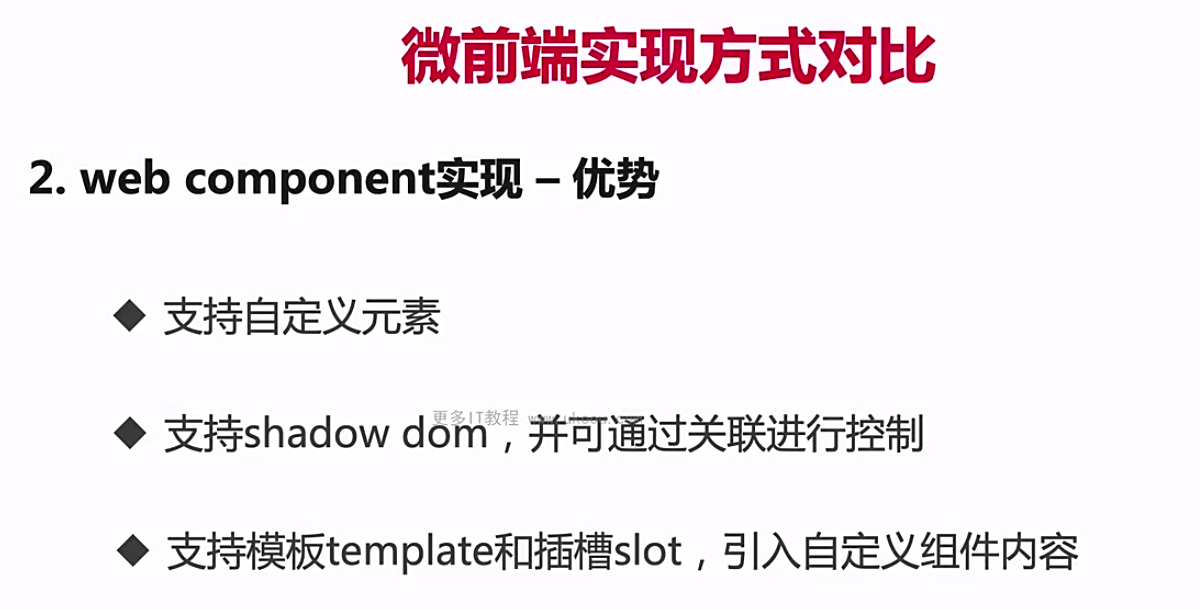 微前端实现方式对比
2. web component实现 – 优势
◆ 支持自定义元素
更多IT教程
◆ 支持shadow dom，并可通过关联进行控制
◆ 支持模板template和插槽slot，引入自定义组件内容